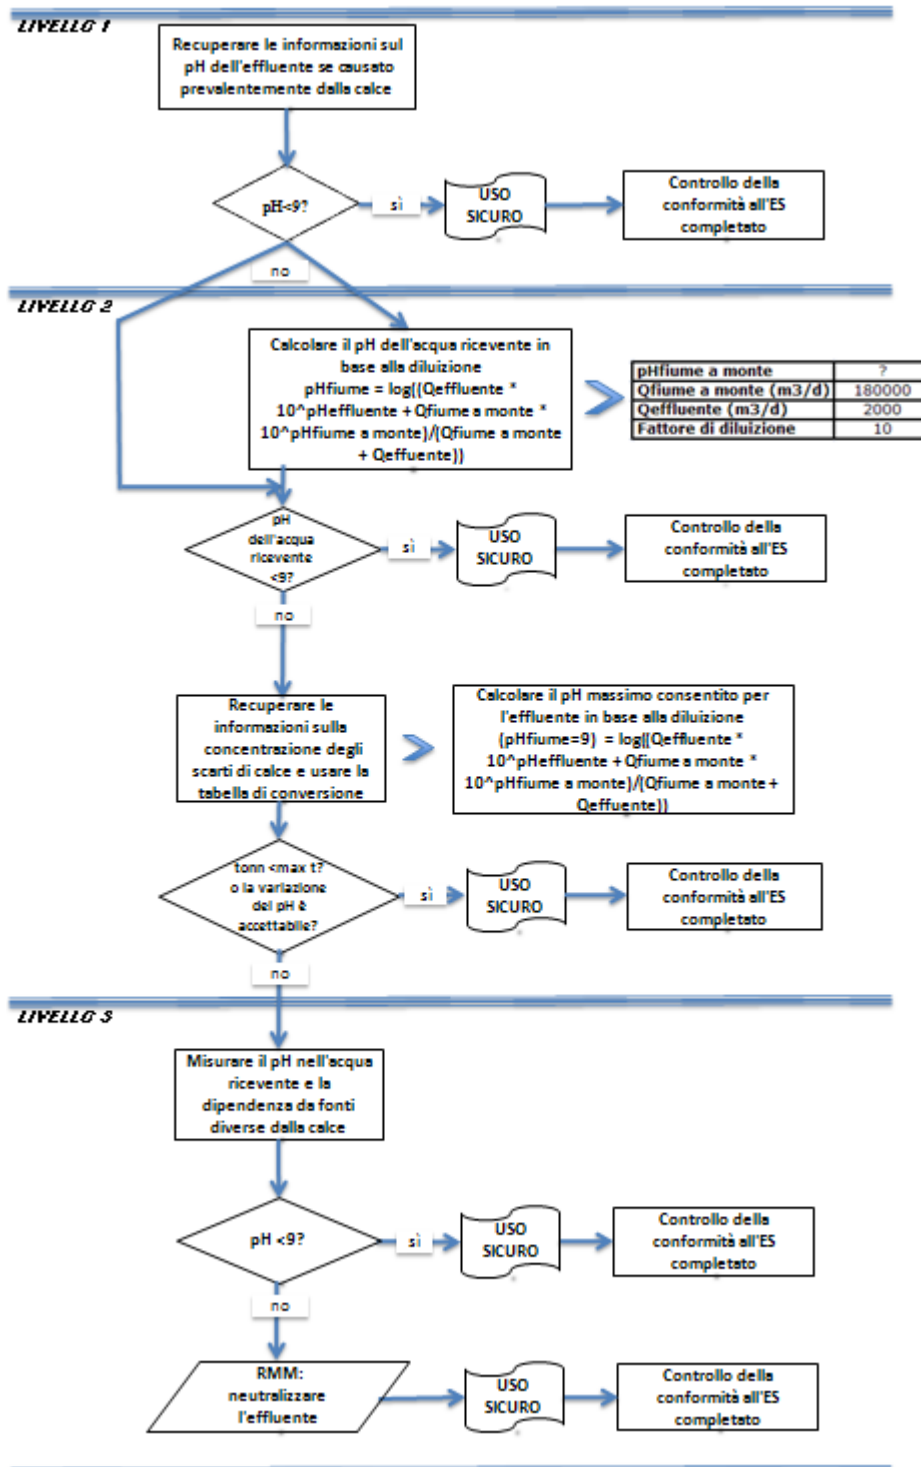 LIVELLO 1
Recuperare le informazioni sul
pH dell'effluente se causato
prevalentemente dalla calce
pH<9?
sì
USO
SICURO
Controllo della
conformità all'ES
completato
no
LIVELLO 2
Calcolare il pH dell'acqua ricevente in
base alla diluizione
pHfiume = log((Qeffluente *
10^pHeffluente + Qfiume a monte *
10^pHfiume a monte)/(Qfiume a monte
+ Qeffuente))
pHfiume a monte ?
Qfiume a monte (m3/d) 180000
Qeffluente (m3/d) 2000
Fattore di diluizione 10
pH
dell'acqua
ricevente
<9?
sì
USO
SICURO
Controllo della
conformità all'ES
completato
no
Recuperare le
informazioni sulla
concentrazione degli
scarti di calce e usare la
tabella di conversione
Calcolare il pH massimo consentito per
l'effluente in base alla diluizione
(pHfiume=9) = log((Qeffluente *
10^pHeffluente + Qfiume a monte *
10^pHfiume a monte)/(Qfiume a monte +
Qeffuente))
tonn <max t?
o la variazione
del pH è
accettabile?
sì
USO
SICURO
Controllo della
conformità all'ES
completato
no
LIVELLO 3
Misurare il pH nell'acqua
ricevente e la
dipendenza da fonti
diverse dalla calce
pH <9?
sì
USO
SICURO
Controllo della
conformità all'ES
completato
no
RMM:
neutralizzare
l'effluente
USO
SICURO
Controllo della
conformità all'ES
completato